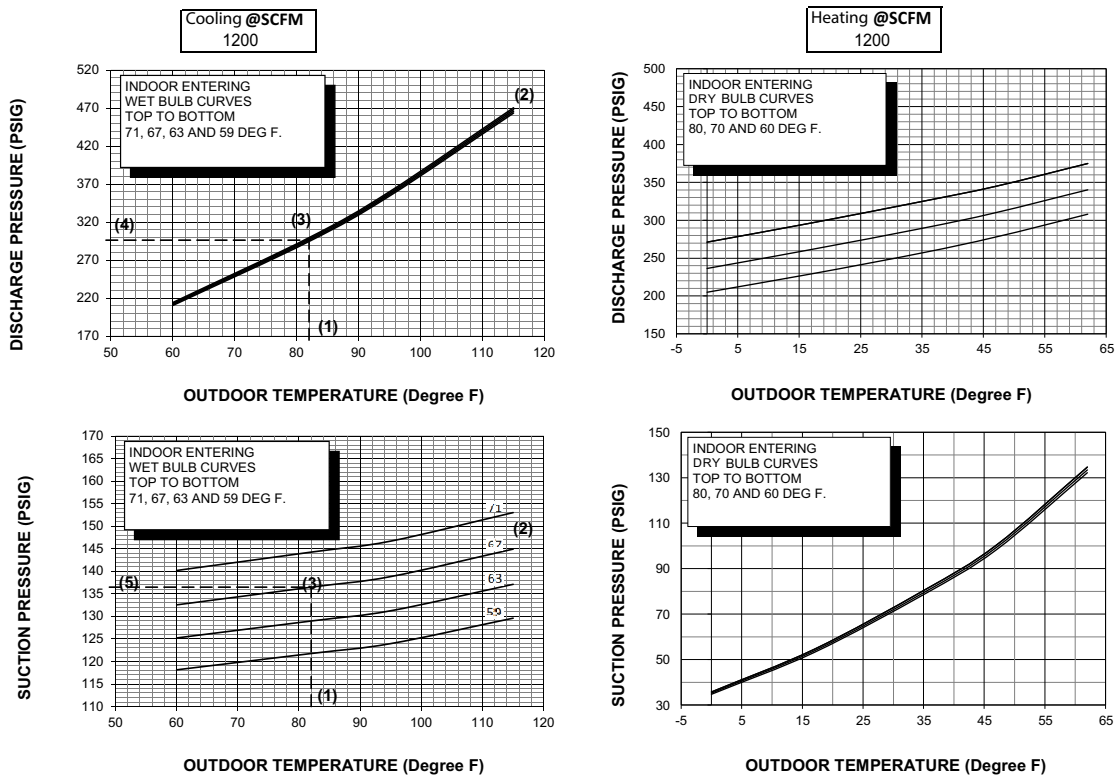 Cooling @SCFM
1200
DISCHARGE PRESSURE (PSIG)
520
470
420
370
320
270
220
170
INDOOR ENTERING
WET BULB CURVES
TOP TO BOTTOM
71, 67, 63 AND 59 DEG F.
(2)
(3)
(4)
(1)
50 60 70 80 90 100 110 120
OUTDOOR TEMPERATURE (Degree F)
Heating @SCFM
1200
DISCHARGE PRESSURE (PSIG)
500
450
400
350
300
250
200
150
INDOOR ENTERING
DRY BULB CURVES
TOP TO BOTTOM
80, 70 AND 60 DEG F.
-5 5 15 25 35 45 55 65
OUTDOOR TEMPERATURE (Degree F)
SUCTION PRESSURE (PSIG)
170
165
160
155
150
145
140
135
130
125
120
115
110
INDOOR ENTERING
WET BULB CURVES
TOP TO BOTTOM
71, 67, 63 AND 59 DEG F.
71
(2)
67
(5)
(3)
63
59
(1)
50 60 70 80 90 100 110 120
OUTDOOR TEMPERATURE (Degree F)
SUCTION PRESSURE (PSIG)
150
130
110
90
70
50
30
INDOOR ENTERING
DRY BULB CURVES
TOP TO BOTTOM
80, 70 AND 60 DEG F.
-5 5 15 25 35 45 55 65
OUTDOOR TEMPERATURE (Degree F)